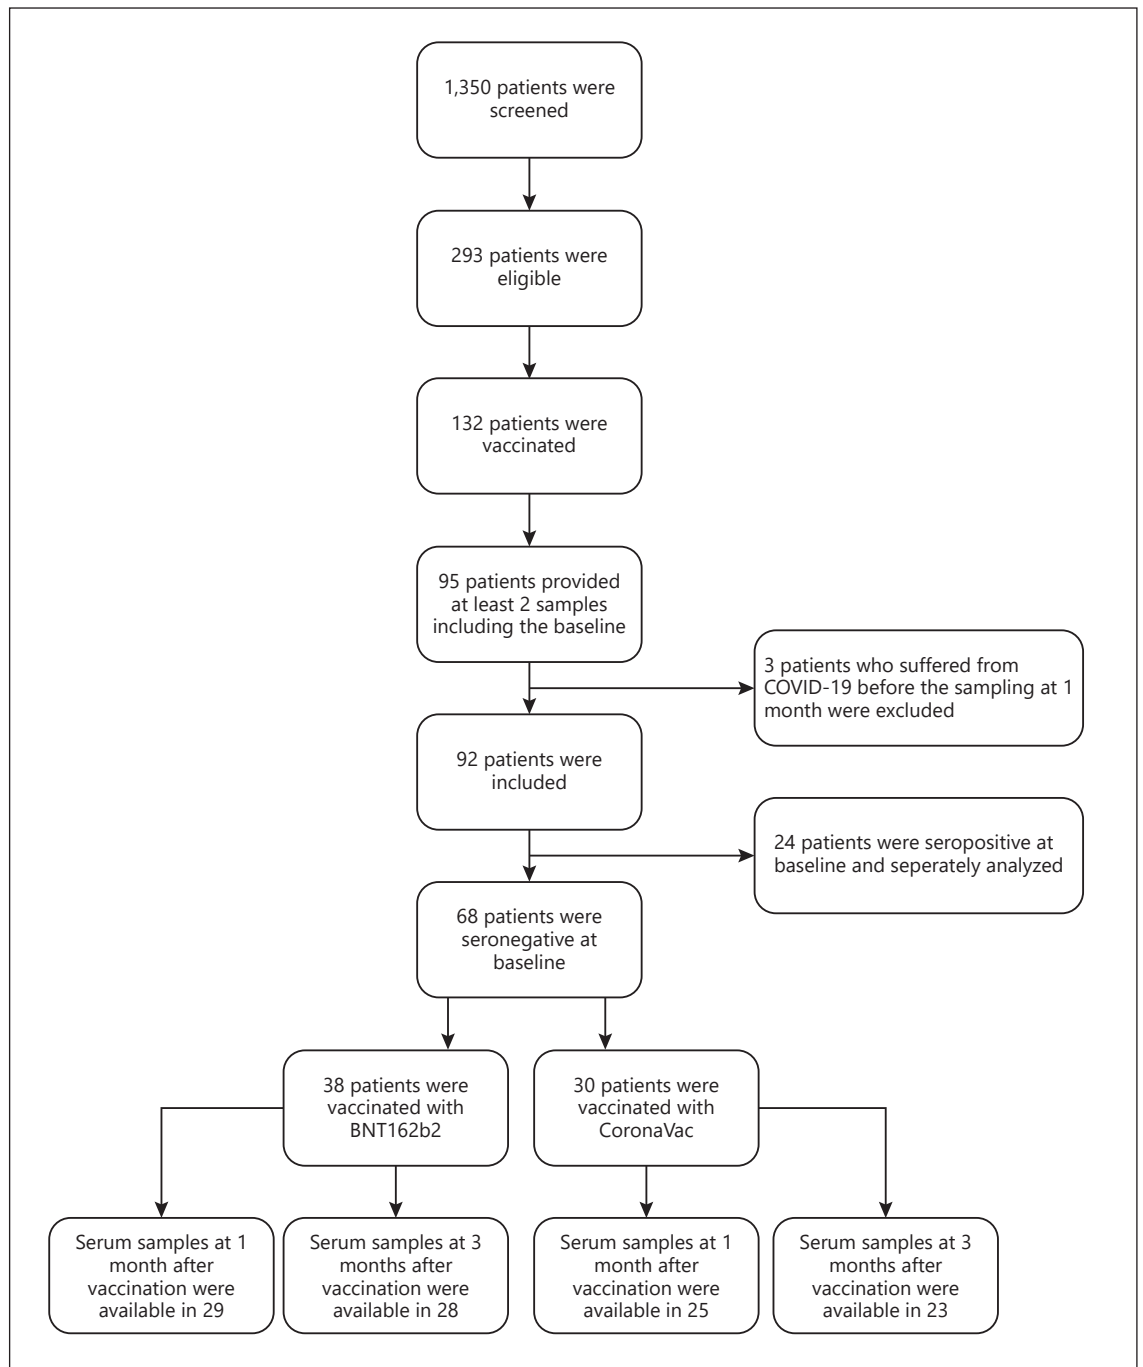 1,350 patients were
screened
293 patients were
eligible
132 patients were
vaccinated
95 patients provided
at least 2 samples
including the baseline
3 patients who suffered from
COVID-19 before the sampling at 1
month were excluded
92 patients were
included
24 patients were seropositive at
baseline and seperately analyzed
68 patients were
seronegative at
baseline
38 patients were
vaccinated with
BNT162b2
30 patients were
vaccinated with
CoronaVac
Serum samples at 1
month after
vaccination were
available in 29
Serum samples at 3
months after
vaccination were
available in 28
Serum samples at 1
month after
vaccination were
available in 25
Serum samples at 3
months after
vaccination were
available in 23